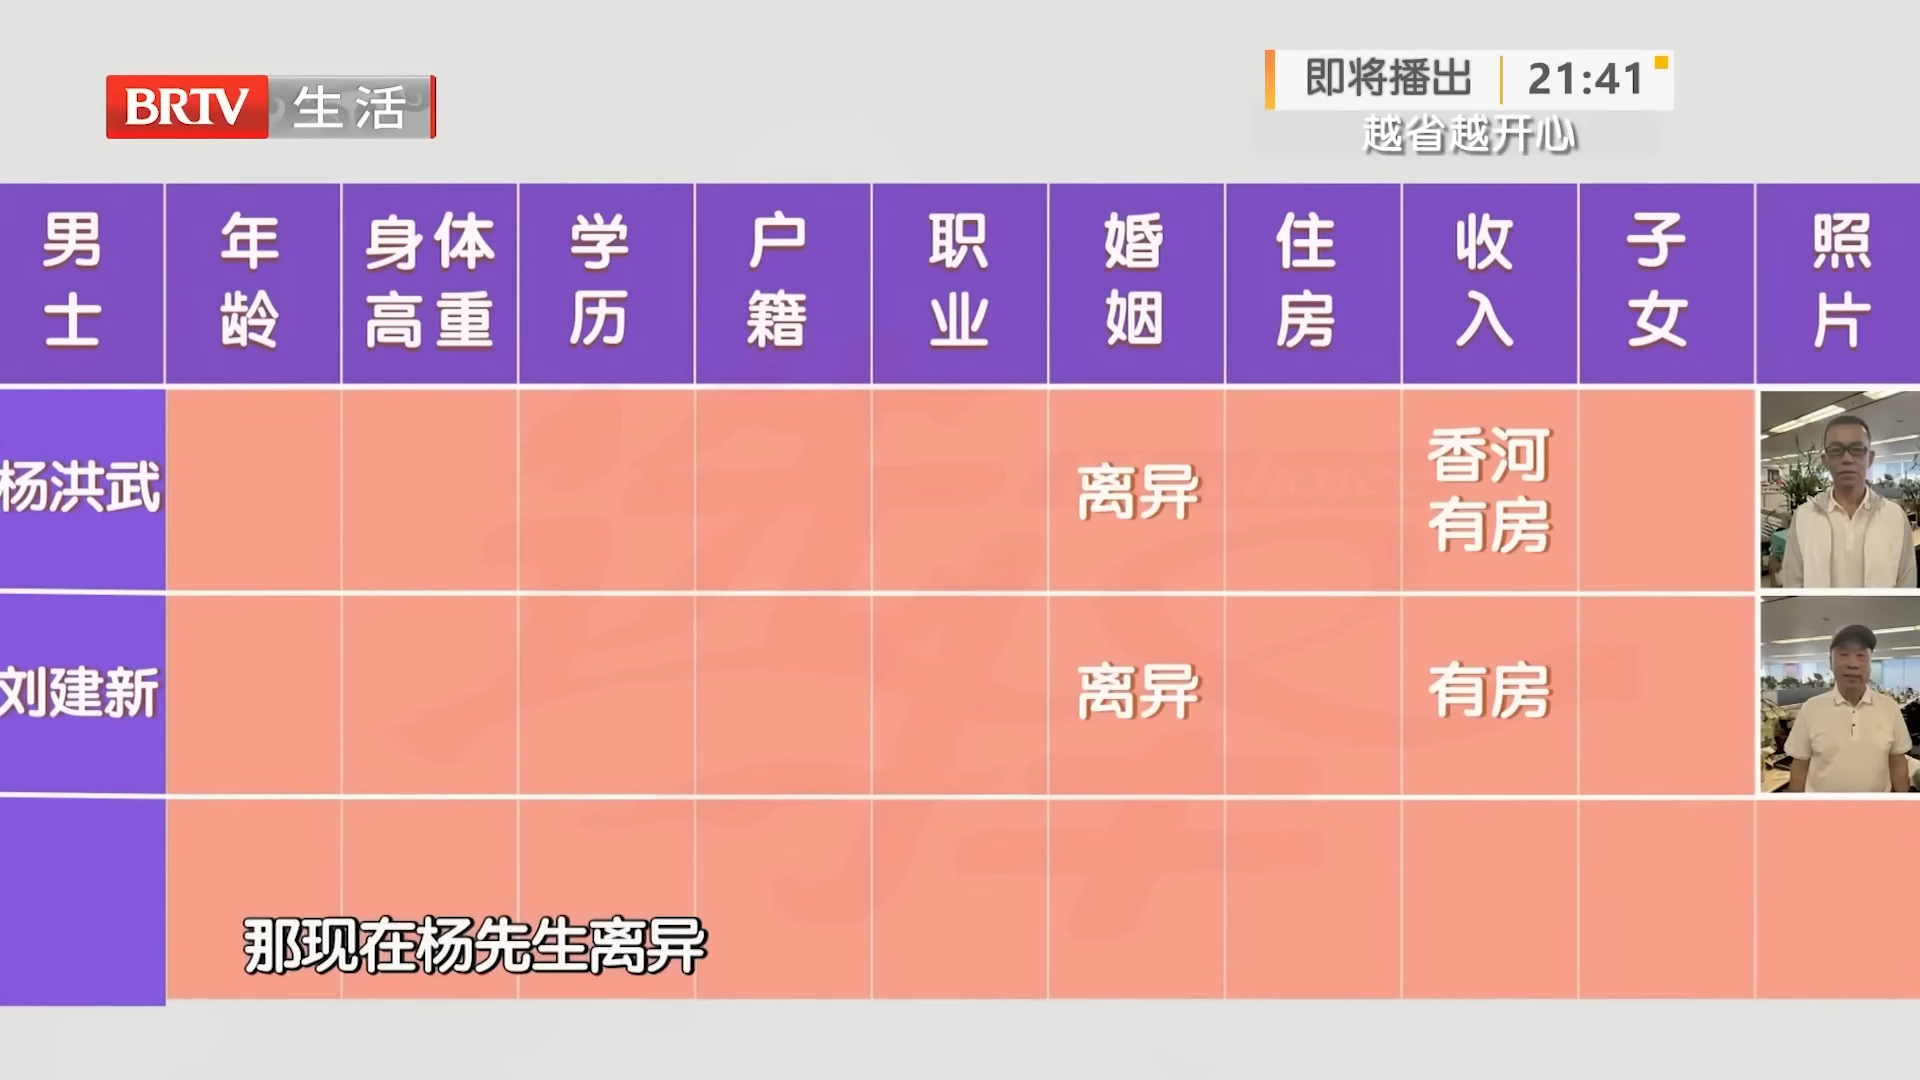 BRTV 生活
即将播出 21:41
越省越开心
男士 年龄 身体高重 学历 户籍 职业 婚姻 住房 收入 子女 照片
杨洪武 离异 香河有房
刘建新 离异 有房
那现在杨先生离异